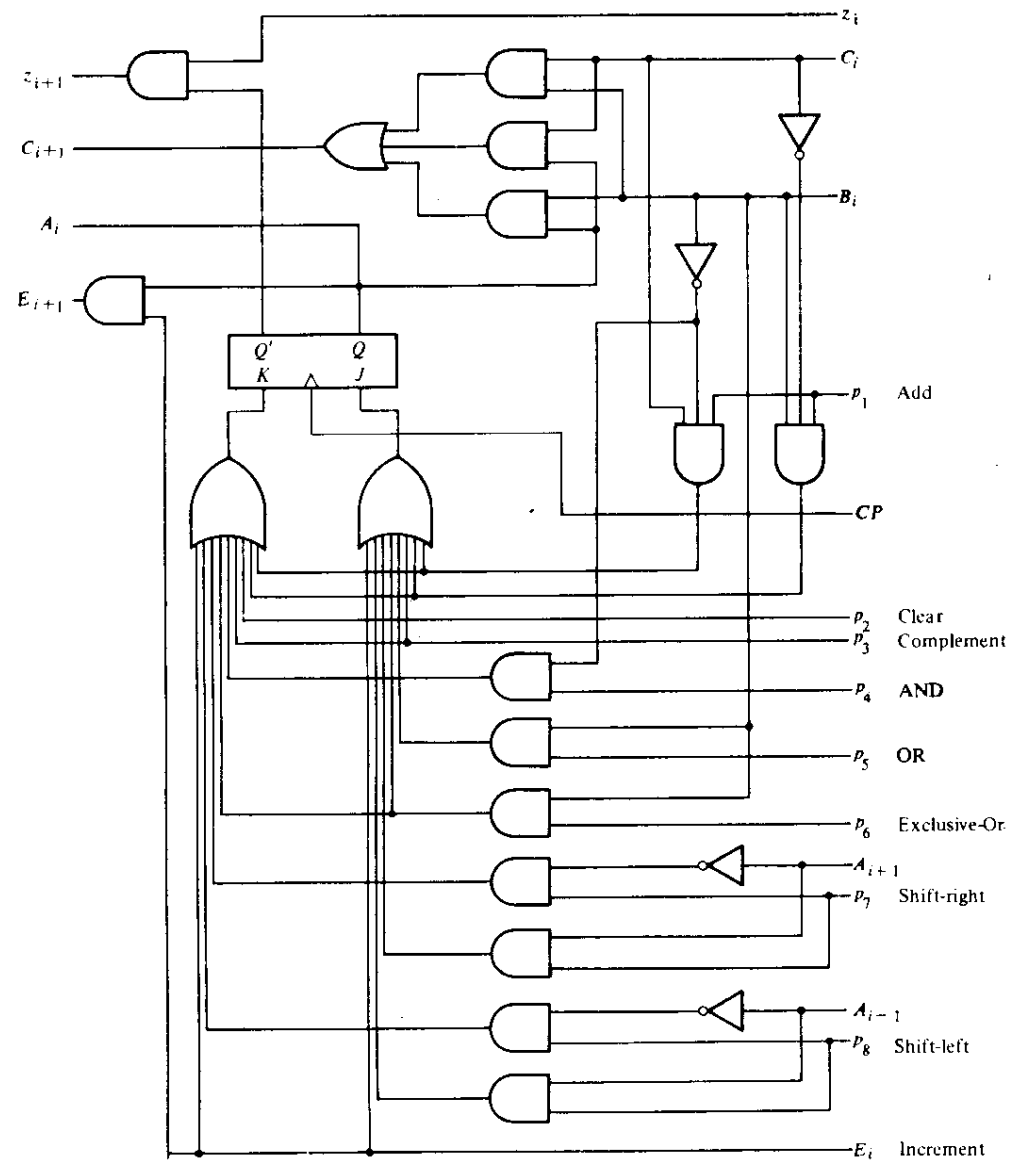 z_i
z_{i+1}
C_i
C_{i+1}
B_i
A_i
E_{i+1}
Q' Q
K J
p_1 Add
CP
p_2 Clear
p_3 Complement
p_4 AND
p_5 OR
p_6 Exclusive-Or
A_{i+1}
p_7 Shift-right
A_{i-1}
p_8 Shift-left
E_i Increment